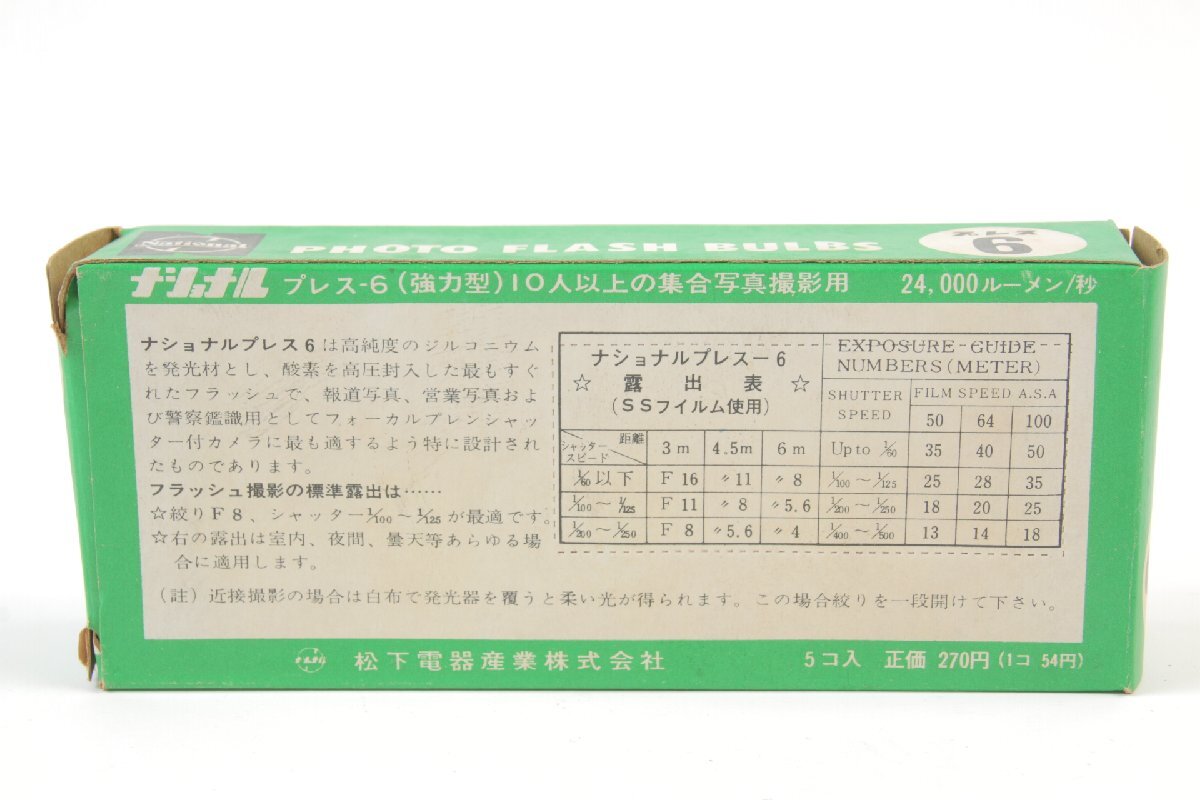 National
PHOTO FLASH BULBS
プレス
6
ナショナル プレス-6(強力型)10人以上の集合写真撮影用 24,000ルーメン/秒
ナショナルプレス6は高純度のジルコニウム
を発光材とし、酸素を高圧封入した最もすぐ
れたフラッシュで、報道写真、営業写真およ
び警察鑑識用としてフォーカルプレンシャッ
ター付カメラに最も適するよう特に設計され
たものであります。
フラッシュ撮影の標準露出は……
☆絞りF8、シャッター1/100〜1/125が最適です。
☆右の露出は室内、夜間、曇天等あらゆる場
合に適用します。
ナショナルプレスー6
☆ 露出表 ☆
(SSフイルム使用)
シャッタースピード 距離 3m 4.5m 6m
1/60以下 F 16 〃 11 〃 8
1/100〜1/125 F 11 〃 8 〃 5.6
1/200〜1/250 F 8 〃 5.6 〃 4
EXPOSURE GUIDE
NUMBERS (METER)
SHUTTER SPEED FILM SPEED A.S.A
50 64 100
Up to 1/60 35 40 50
1/100〜1/125 25 28 35
1/200〜1/250 18 20 25
1/400〜1/500 13 14 18
(註) 近接撮影の場合は白布で発光器を覆うと柔い光が得られます。この場合絞りを一段開けて下さい。
ナショナル 松下電器産業株式会社 5コ入 正価 270円(1コ 54円)